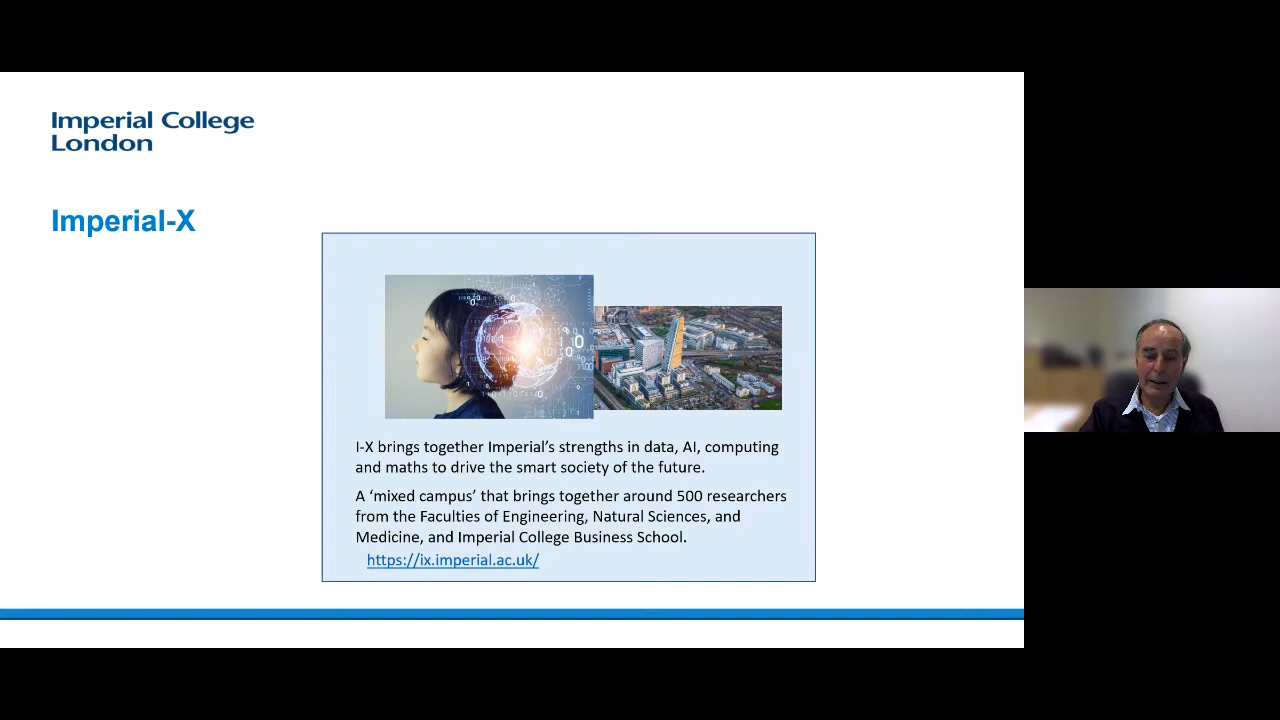 Imperial College
London
Imperial-X
I-X brings together Imperial’s strengths in data, AI, computing
and maths to drive the smart society of the future.
A ‘mixed campus’ that brings together around 500 researchers
from the Faculties of Engineering, Natural Sciences, and
Medicine, and Imperial College Business School.
https://ix.imperial.ac.uk/